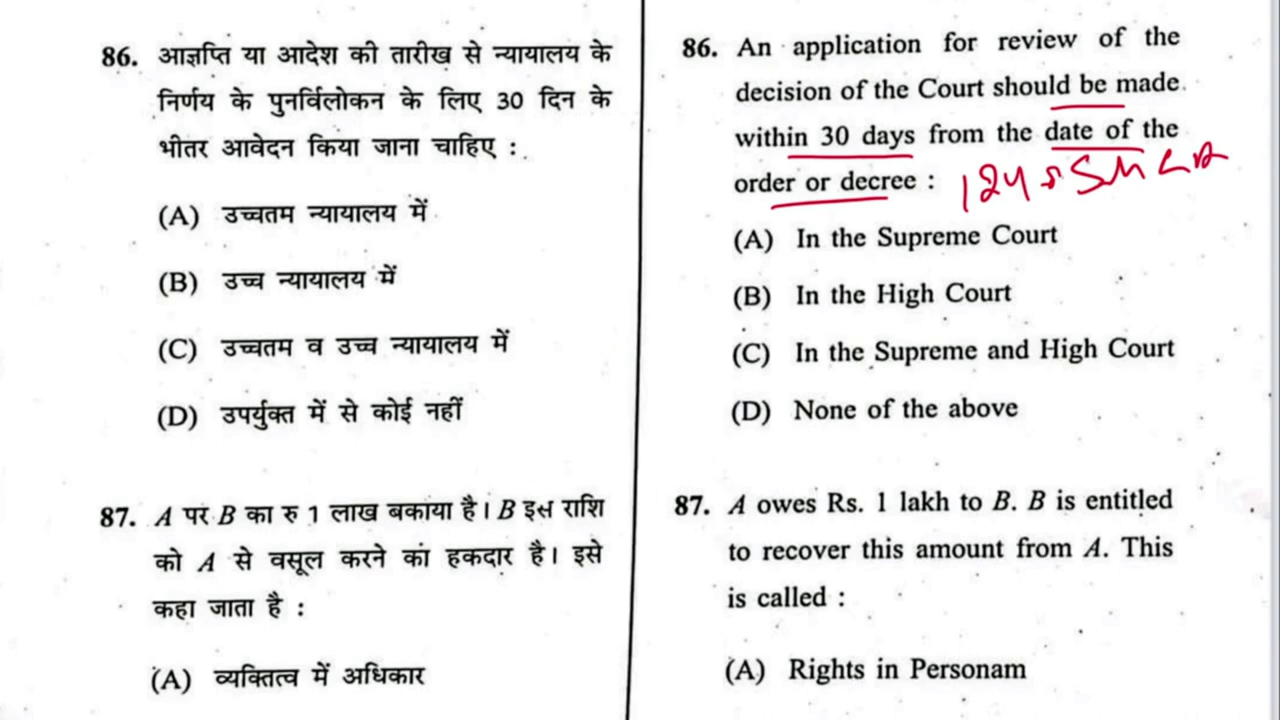 86. आज्ञप्ति या आदेश की तारीख से न्यायालय के
निर्णय के पुनर्विलोकन के लिए 30 दिन के
भीतर आवेदन किया जाना चाहिए :
(A) उच्चतम न्यायालय में
(B) उच्च न्यायालय में
(C) उच्चतम व उच्च न्यायालय में
(D) उपर्युक्त में से कोई नहीं
87. A पर B का रु 1 लाख बकाया है। B इस राशि
को A से वसूल करने का हकदार है। इसे
कहा जाता है :
(A) व्यक्तित्व में अधिकार
86. An application for review of the
decision of the Court should be made
within 30 days from the date of the
order or decree :
124
(A) In the Supreme Court
(B) In the High Court
(C) In the Supreme and High Court
(D) None of the above
87. A owes Rs. 1 lakh to B. B is entitled
to recover this amount from A. This
is called :
(A) Rights in Personam